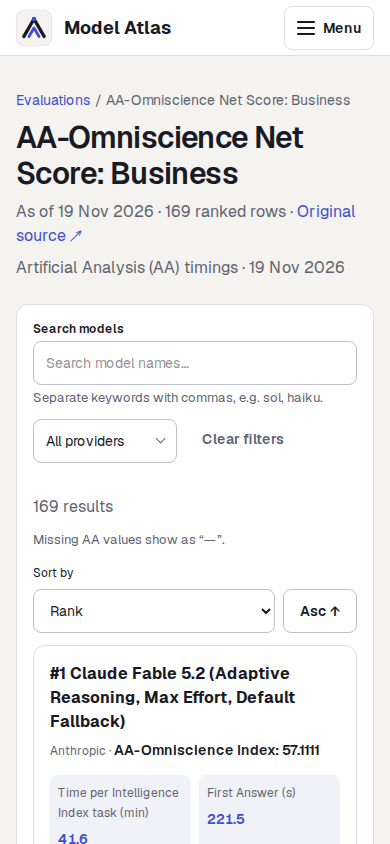 Model Atlas
Menu
Evaluations / AA-Omniscience Net Score: Business
AA-Omniscience Net
Score: Business
As of 19 Nov 2026 · 169 ranked rows · Original
source ↗
Artificial Analysis (AA) timings · 19 Nov 2026
Search models
Search model names…
Separate keywords with commas, e.g. sol, haiku.
All providers
Clear filters
169 results
Missing AA values show as “—”.
Sort by
Rank
Asc ↑
#1 Claude Fable 5.2 (Adaptive
Reasoning, Max Effort, Default
Fallback)
Anthropic · AA-Omniscience Index: 57.1111
Time per Intelligence
Index task (min)
41.6
First Answer (s)
221.5